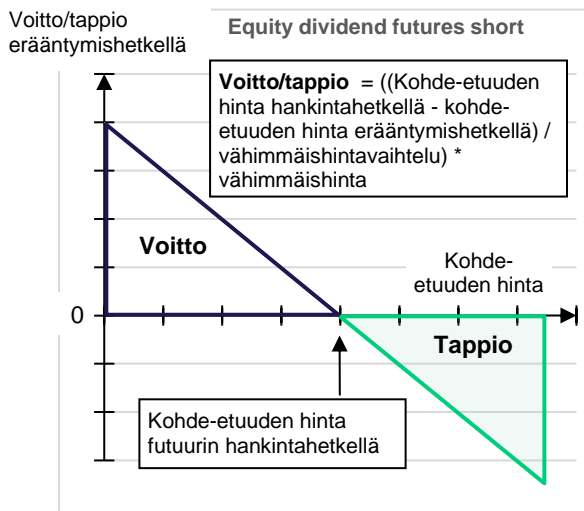 Voitto/tappio
erääntymishetkellä
Equity dividend futures short
Voitto/tappio = ((Kohde-etuuden
hinta hankintahetkellä - kohde-
etuuden hinta erääntymishetkellä) /
vähimmäishintavaihtelu) *
vähimmäishinta
Voitto
Kohde-
etuuden hinta
0
Tappio
Kohde-etuuden hinta
futuurin hankintahetkellä